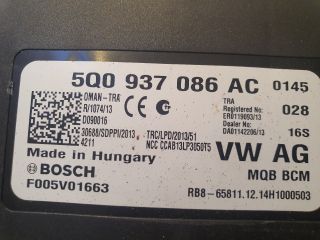 5Q0 937 086 AC 0145
OMAN-TRA
R/1074/13
D090016
30688/SDPPI/2013
4211
TRC/LPD/2013/51
NCC CCAB13LP3050T5
TRA
Registered No:
ER0119093/13
Dealer No:
DA0142206/13
028
16S
Made in Hungary
VW AG
BOSCH
MQB BCM
F005V01663
RB8-65811.12.14H1000503